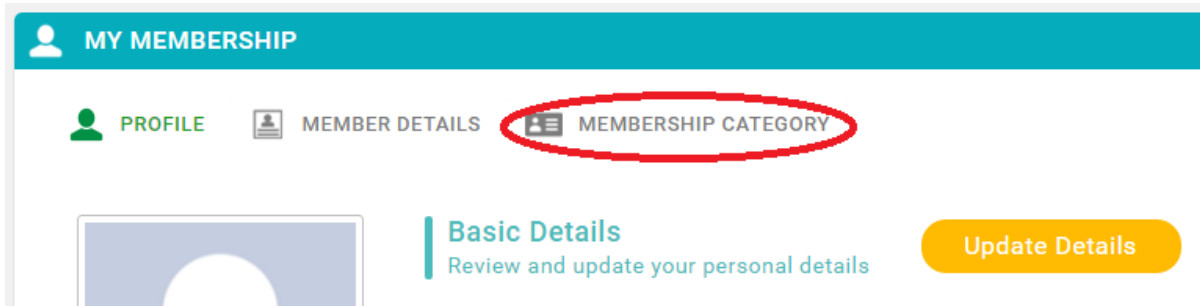 MY MEMBERSHIP
PROFILE MEMBER DETAILS MEMBERSHIP CATEGORY
Basic Details
Review and update your personal details
Update Details